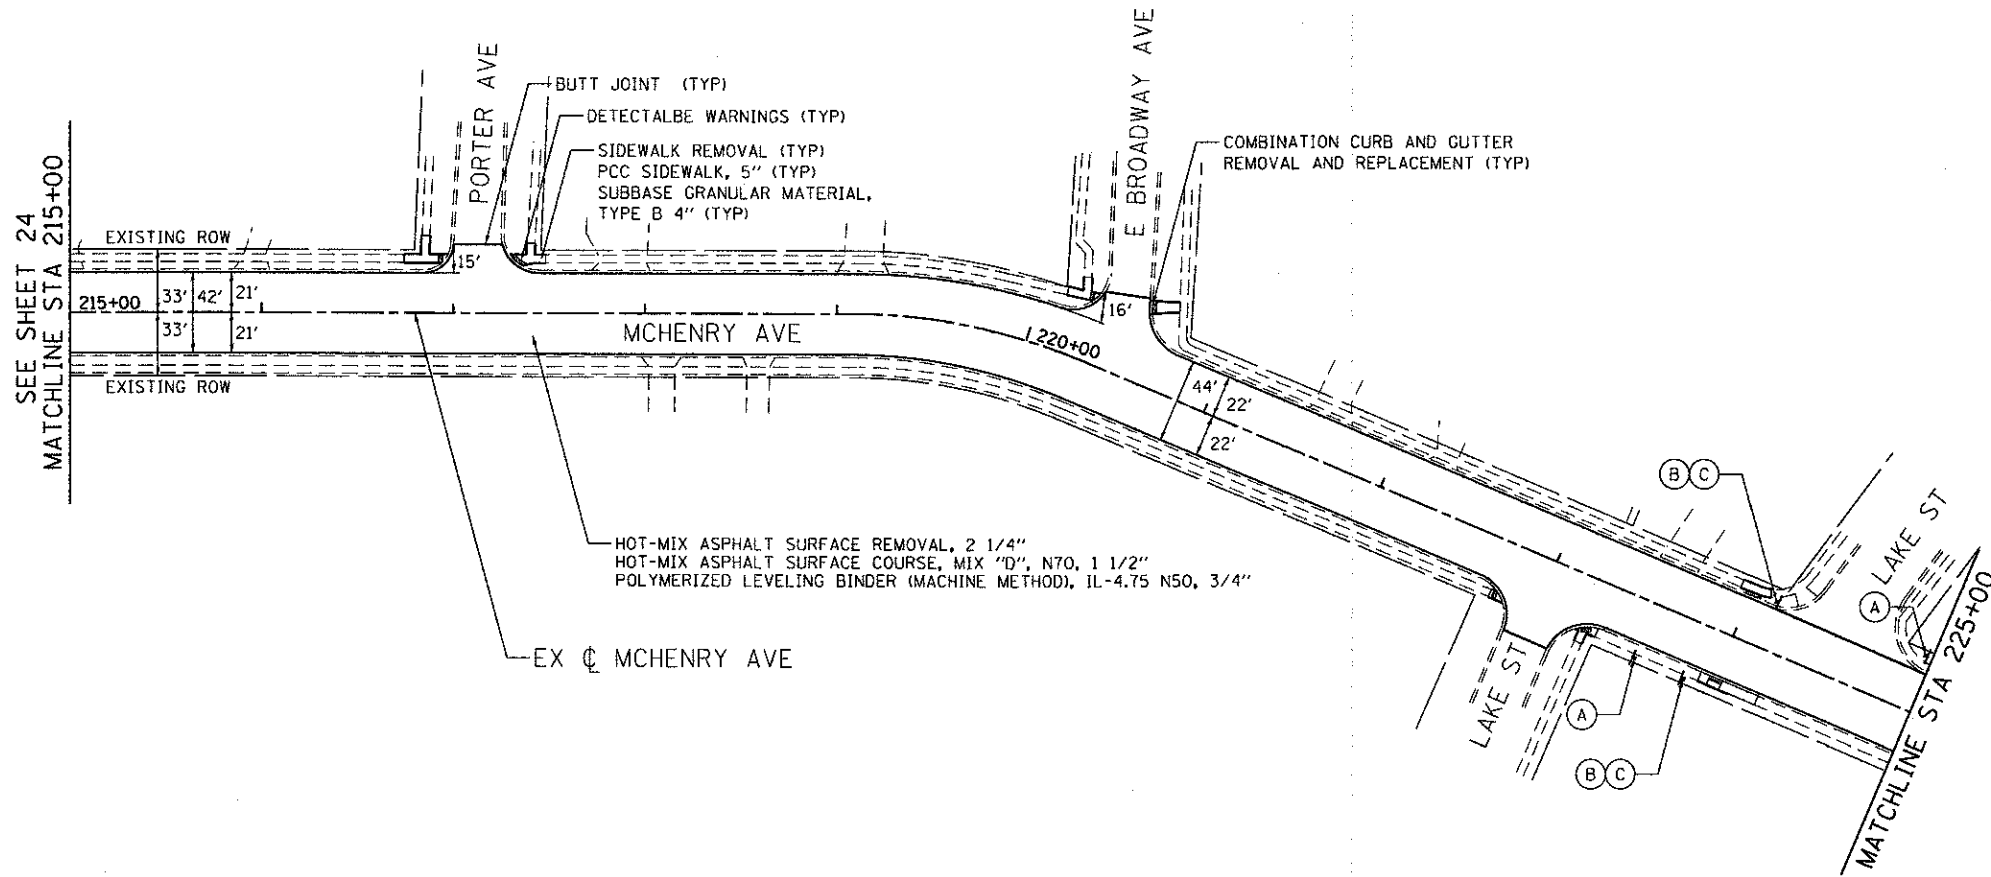 SEE SHEET 24
MATCHLINE STA 215+00
PORTER AVE
E BROADWAY AVE
BUTT JOINT (TYP)
DETECTALBE WARNINGS (TYP)
SIDEWALK REMOVAL (TYP)
PCC SIDEWALK, 5" (TYP)
SUBBASE GRANULAR MATERIAL,
TYPE B 4" (TYP)
COMBINATION CURB AND GUTTER
REMOVAL AND REPLACEMENT (TYP)
EXISTING ROW
15'
215+00
33' 42' 21'
33' 21'
EXISTING ROW
MCHENRY AVE
220+00
16'
44'
22'
22'
HOT-MIX ASPHALT SURFACE REMOVAL, 2 1/4"
HOT-MIX ASPHALT SURFACE COURSE, MIX "D", N70, 1 1/2"
POLYMERIZED LEVELING BINDER (MACHINE METHOD), IL-4.75 N50, 3/4"
EX ℄ MCHENRY AVE
B C
LAKE ST
A
LAKE ST
A
B C
MATCHLINE STA 225+00